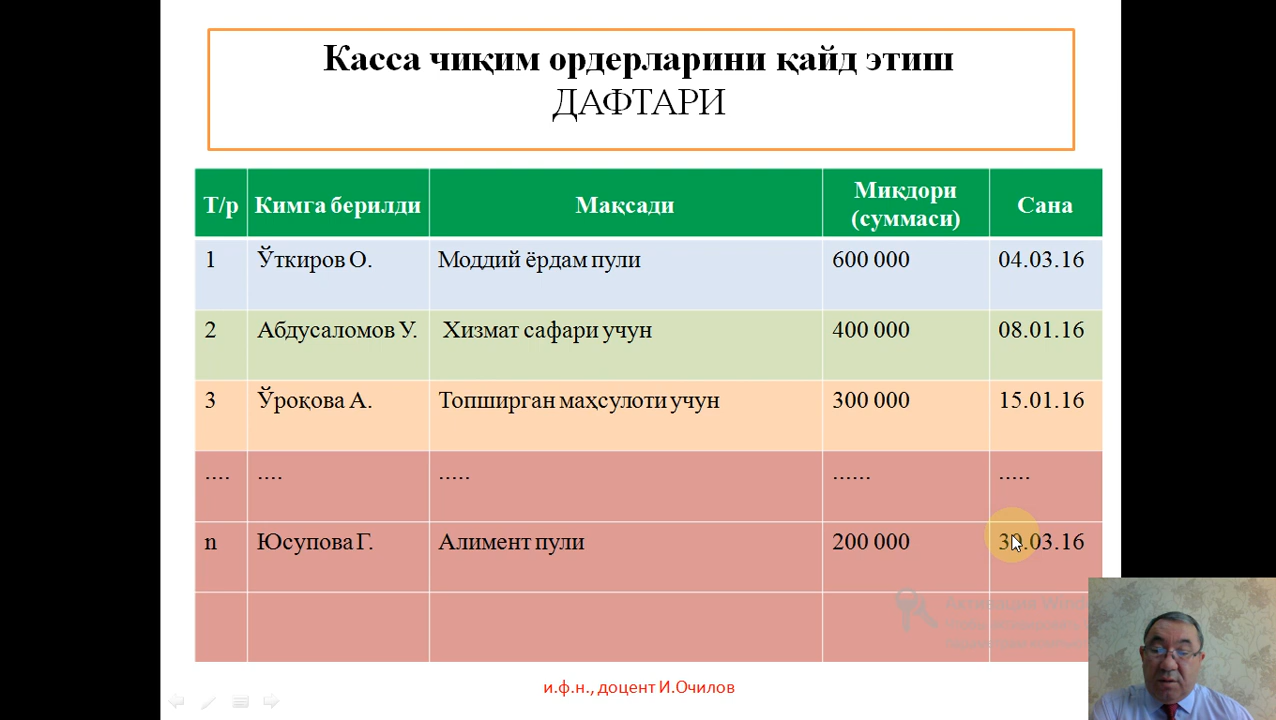 Касса чиқим ордерларини қайд этиш
ДАФТАРИ
Т/р Кимга берилди Мақсади Миқдори (суммаси) Сана
1 Ўткиров О. Моддий ёрдам пули 600 000 04.03.16
2 Абдусаломов У. Хизмат сафари учун 400 000 08.01.16
3 Ўроқова А. Топширган маҳсулоти учун 300 000 15.01.16
.... .... ..... ...... .....
n Юсупова Г. Алимент пули 200 000 30.03.16
Активация Wind
и.ф.н., доцент И.Очилов